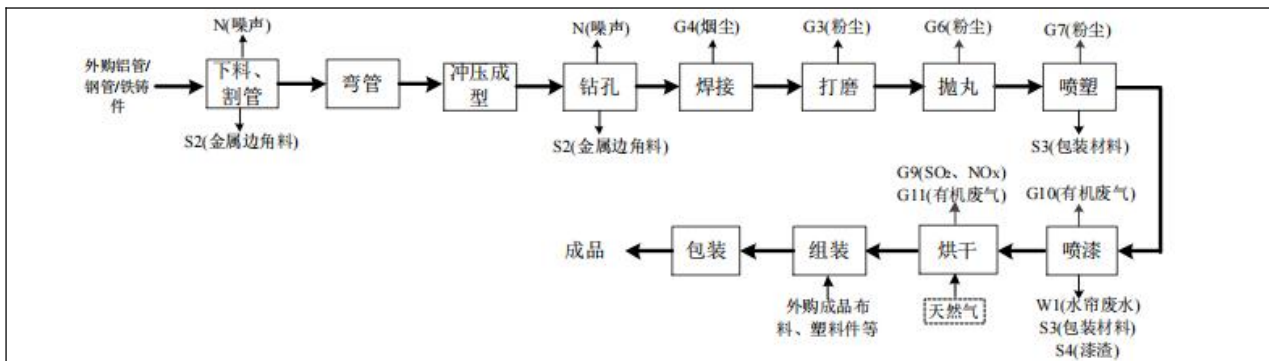 N(噪声)
N(噪声)
G4(烟尘)
G3(粉尘)
G6(粉尘)
G7(粉尘)
外购铝管/
钢管/铁铸
件
下料、
割管
弯管
冲压成
型
钻孔
焊接
打磨
抛丸
喷塑
S2(金属边角料)
S2(金属边角料)
S3(包装材料)
G9(SO₂、NOx)
G11(有机废气)
G10(有机废气)
成品
包装
组装
烘干
喷漆
外购成品布
料、塑料件等
天然气
W1(水帘废水)
S3(包装材料)
S4(漆渣)